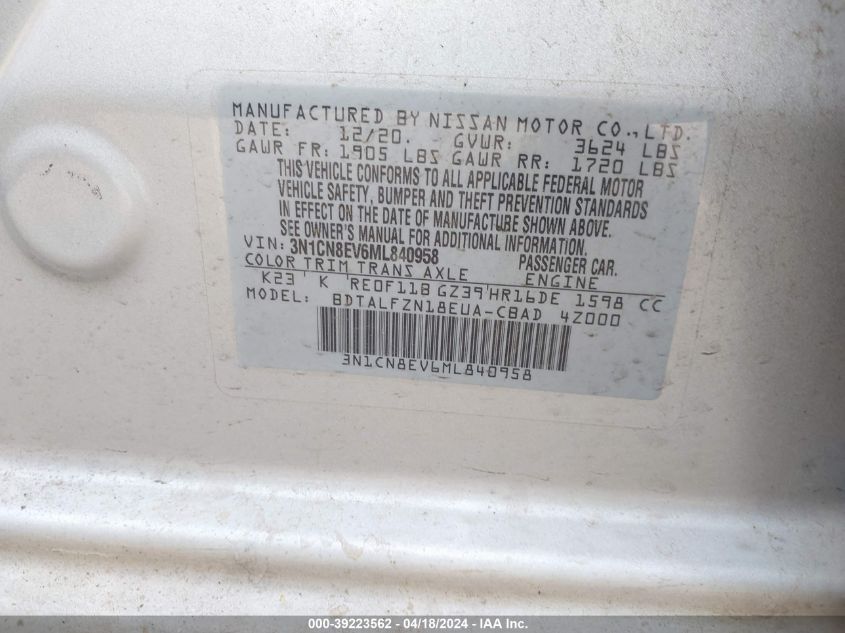 MANUFACTURED BY NISSAN MOTOR CO.,LTD.
DATE: 12/20. GVWR: 3624 LBS
GAWR FR: 1905 LBS GAWR RR: 1720 LBS
THIS VEHICLE CONFORMS TO ALL APPLICABLE FEDERAL MOTOR
VEHICLE SAFETY, BUMPER AND THEFT PREVENTION STANDARDS
IN EFFECT ON THE DATE OF MANUFACTURE SHOWN ABOVE.
SEE OWNER'S MANUAL FOR ADDITIONAL INFORMATION.
VIN: 3N1CN8EV6ML840958 PASSENGER CAR.
COLOR TRIM TRANS AXLE ENGINE
K23 K RE0F11B GZ39 HR16DE 1598 CC
MODEL: BDTALFZN18EUA-CBAD 4Z000
3N1CN8EV6ML840958
000-39223562 - 04/18/2024 - IAA Inc.